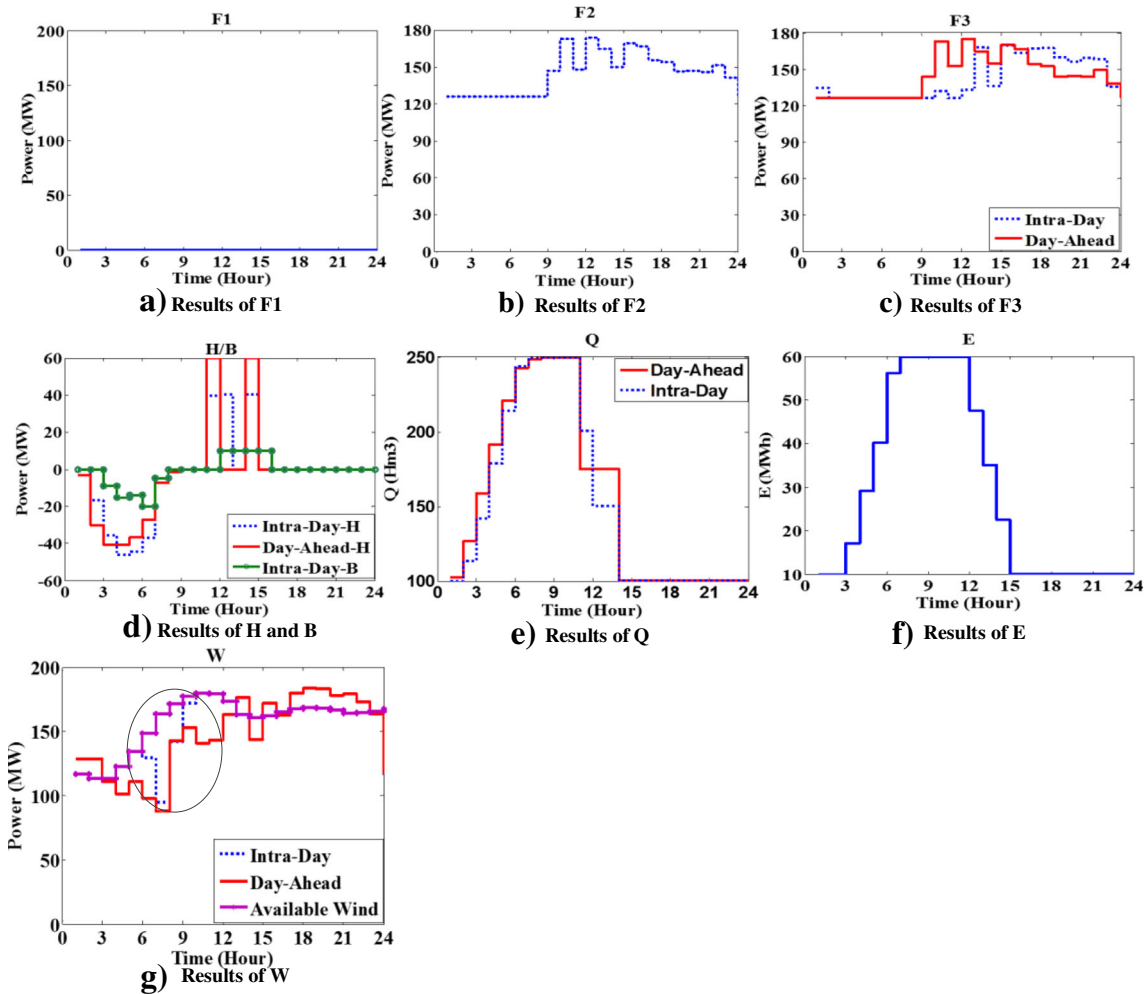 F1
Power (MW)
200
150
100
50
0
0 3 6 9 12 15 18 21 24
Time (Hour)
a) Results of F1
F2
Power (MW)
180
150
120
90
60
30
0
0 3 6 9 12 15 18 21 24
Time (Hour)
b) Results of F2
F3
Power (MW)
180
150
120
90
60
30
0
0 3 6 9 12 15 18 21 24
Time (Hour)
Intra-Day
Day-Ahead
c) Results of F3
H/B
Power (MW)
60
40
20
0
-20
-40
-60
0 3 6 9 12 15 18 21 24
Time (Hour)
Intra-Day-H
Day-Ahead-H
Intra-Day-B
d) Results of H and B
Q
Q (Hm3)
250
200
150
100
0 3 6 9 12 15 18 21 24
Time (Hour)
Day-Ahead
Intra-Day
e) Results of Q
E
E (MWh)
60
50
40
30
20
10
0 3 6 9 12 15 18 21 24
Time (Hour)
f) Results of E
W
Power (MW)
200
150
100
50
0
0 3 6 9 12 15 18 21 24
Time (Hour)
Intra-Day
Day-Ahead
Available Wind
g) Results of W